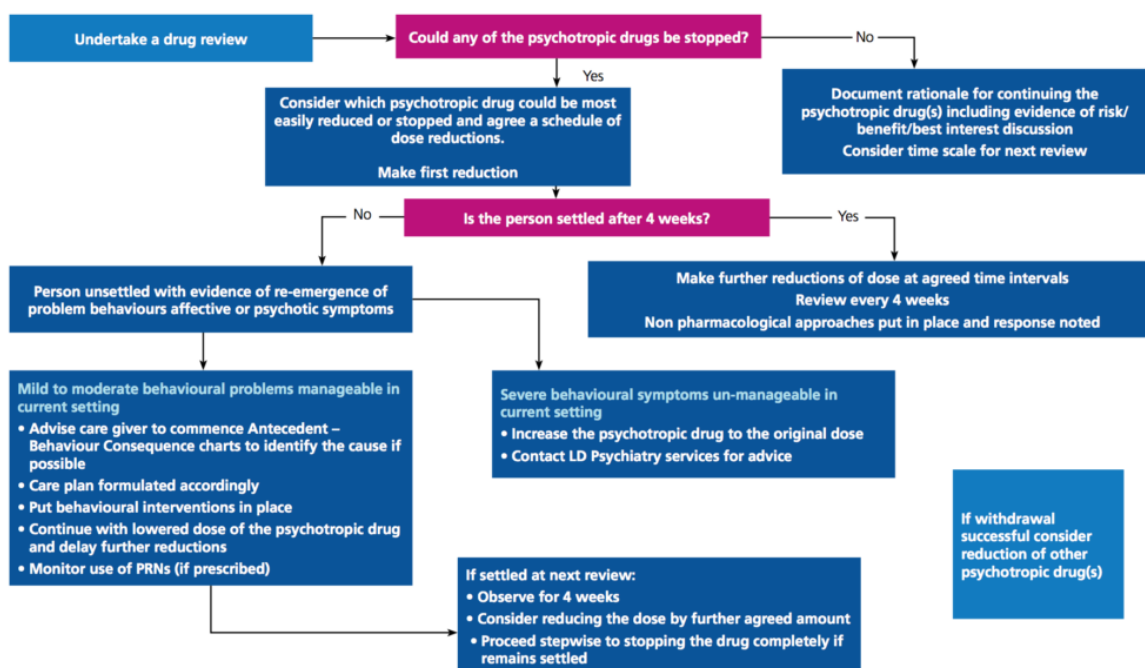 Undertake a drug review
Could any of the psychotropic drugs be stopped?
No
Yes
Document rationale for continuing the
psychotropic drug(s) including evidence of risk/
benefit/best interest discussion
Consider time scale for next review
Consider which psychotropic drug could be most
easily reduced or stopped and agree a schedule of
dose reductions.
Make first reduction
No
Is the person settled after 4 weeks?
Yes
Person unsettled with evidence of re-emergence of
problem behaviours affective or psychotic symptoms
Make further reductions of dose at agreed time intervals
Review every 4 weeks
Non pharmacological approaches put in place and response noted
Mild to moderate behavioural problems manageable in
current setting
• Advise care giver to commence Antecedent –
Behaviour Consequence charts to identify the cause if
possible
• Care plan formulated accordingly
• Put behavioural interventions in place
• Continue with lowered dose of the psychotropic drug
and delay further reductions
• Monitor use of PRNs (if prescribed)
Severe behavioural symptoms un-manageable in
current setting
• Increase the psychotropic drug to the original dose
• Contact LD Psychiatry services for advice
If withdrawal
successful consider
reduction of other
psychotropic drug(s)
If settled at next review:
• Observe for 4 weeks
• Consider reducing the dose by further agreed amount
• Proceed stepwise to stopping the drug completely if
remains settled